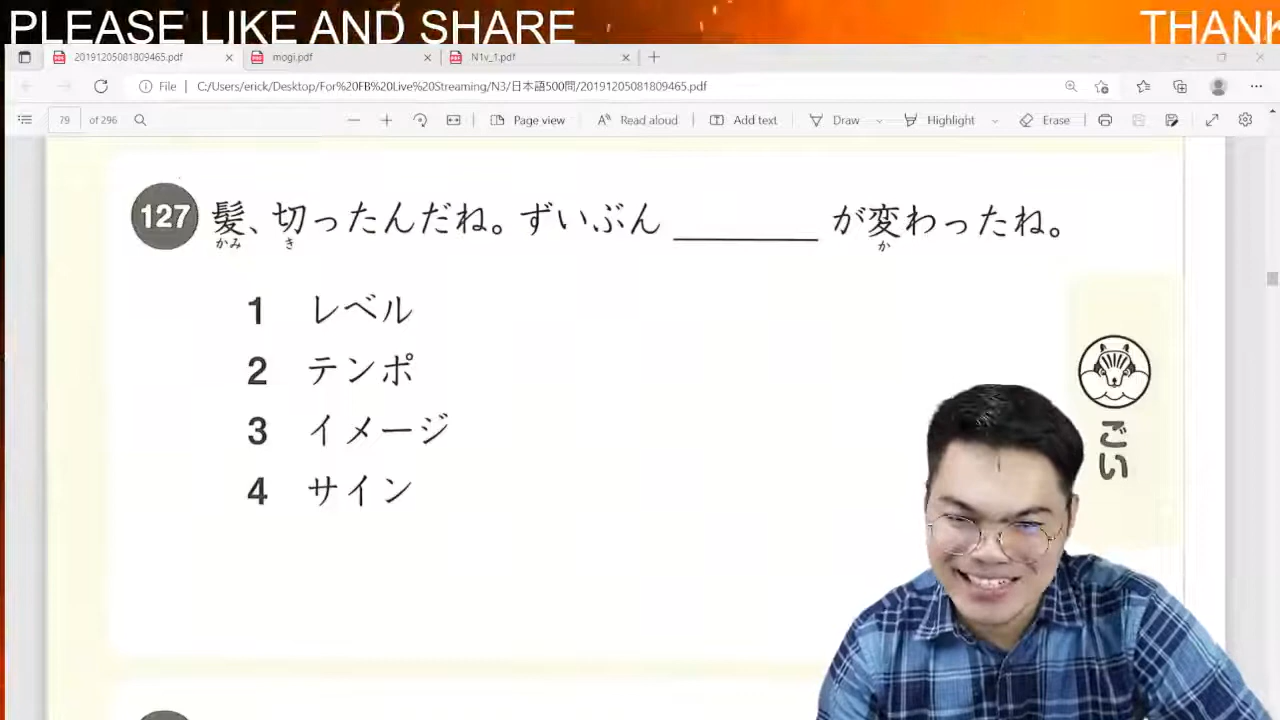 PLEASE LIKE AND SHARE
THANK
20191205081809465.pdf
mogi.pdf
N1v_1.pdf
File
C:/Users/erick/Desktop/For%20FB%20Live%20Streaming/N3/日本語500問/20191205081809465.pdf
79 of 296
Page view
Read aloud
Add text
Draw
Highlight
Erase
127 髪、切ったんだね。ずいぶん ________ が変わったね。
かみ き か
1 レベル
2 テンポ
3 イメージ
4 サイン
ごい